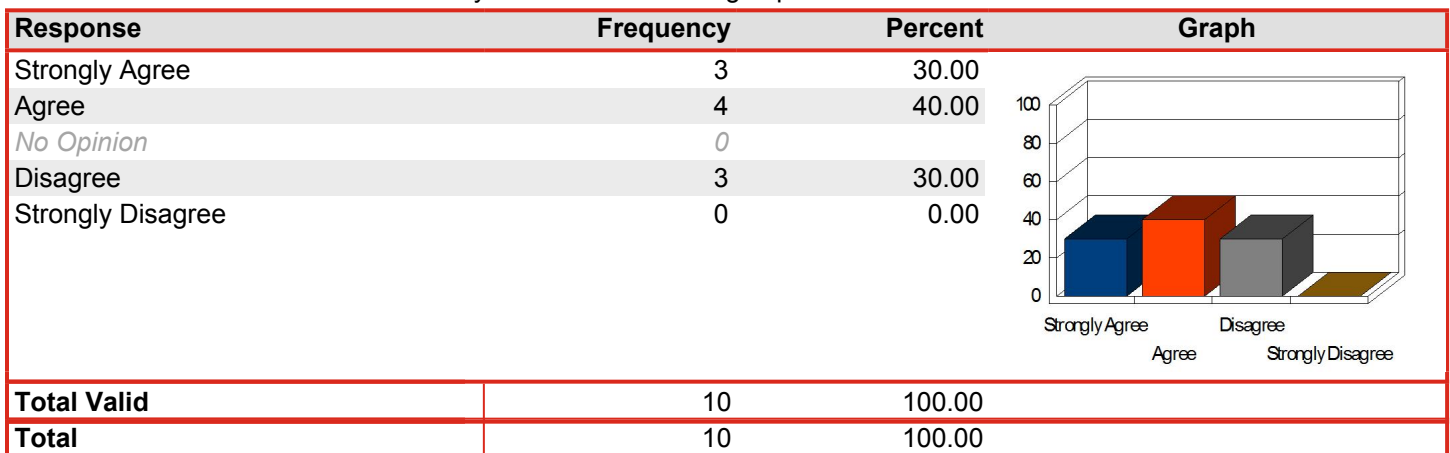 Response Frequency Percent Graph
Strongly Agree 3 30.00
Agree 4 40.00
No Opinion 0
Disagree 3 30.00
Strongly Disagree 0 0.00
100
80
60
40
20
0
Strongly Agree Disagree
Agree Strongly Disagree
Total Valid 10 100.00
Total 10 100.00